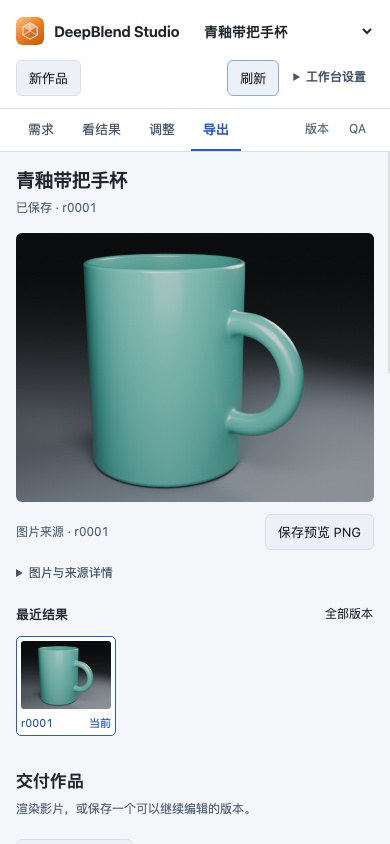 DeepBlend Studio 青釉带把手杯
新作品 刷新 工作台设置
需求 看结果 调整 导出 版本 QA
青釉带把手杯
已保存 · r0001
图片来源 · r0001 保存预览 PNG
图片与来源详情
最近结果 全部版本
r0001 当前
交付作品
渲染影片，或保存一个可以继续编辑的版本。